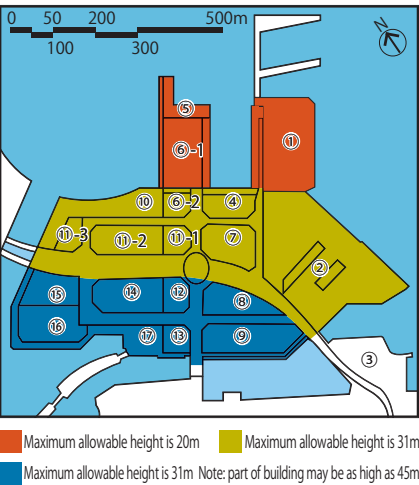 0 50 200 500m
100 300
N
⑤
① 
⑥-1
⑩ ⑥-2 ④
⑪-3 ⑪-2 ⑪-1 ⑦
②
⑮ ⑭ ⑫ ⑧
⑯ ⑰ ⑬ ⑨
③
Maximum allowable height is 20m Maximum allowable height is 31m
Maximum allowable height is 31m Note: part of building may be as high as 45m